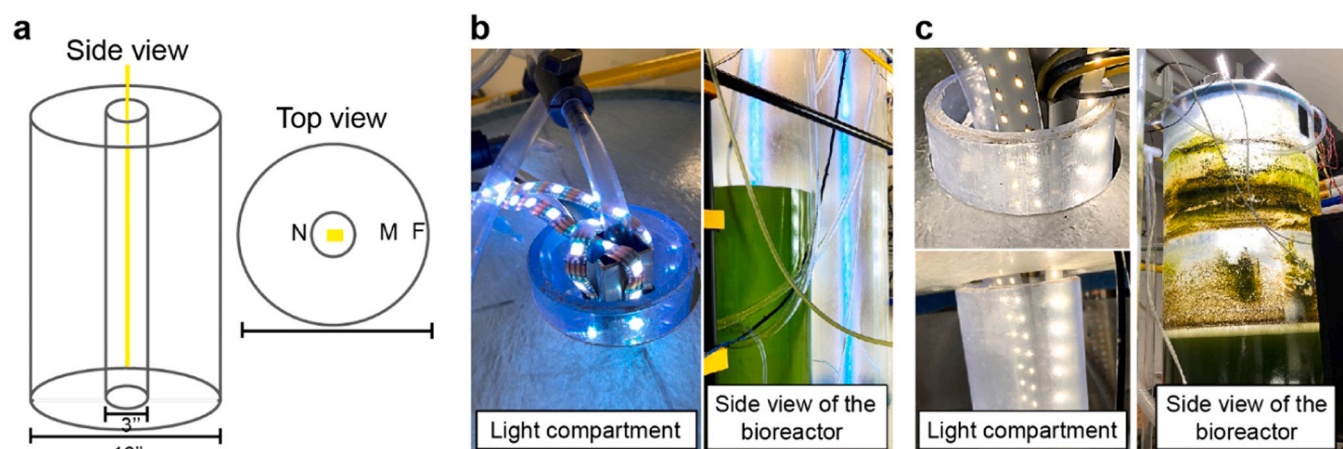 a
Side view
Top view
N
M
F
3”
b
Light compartment
Side view of the
bioreactor
c
Light compartment
Side view of the
bioreactor